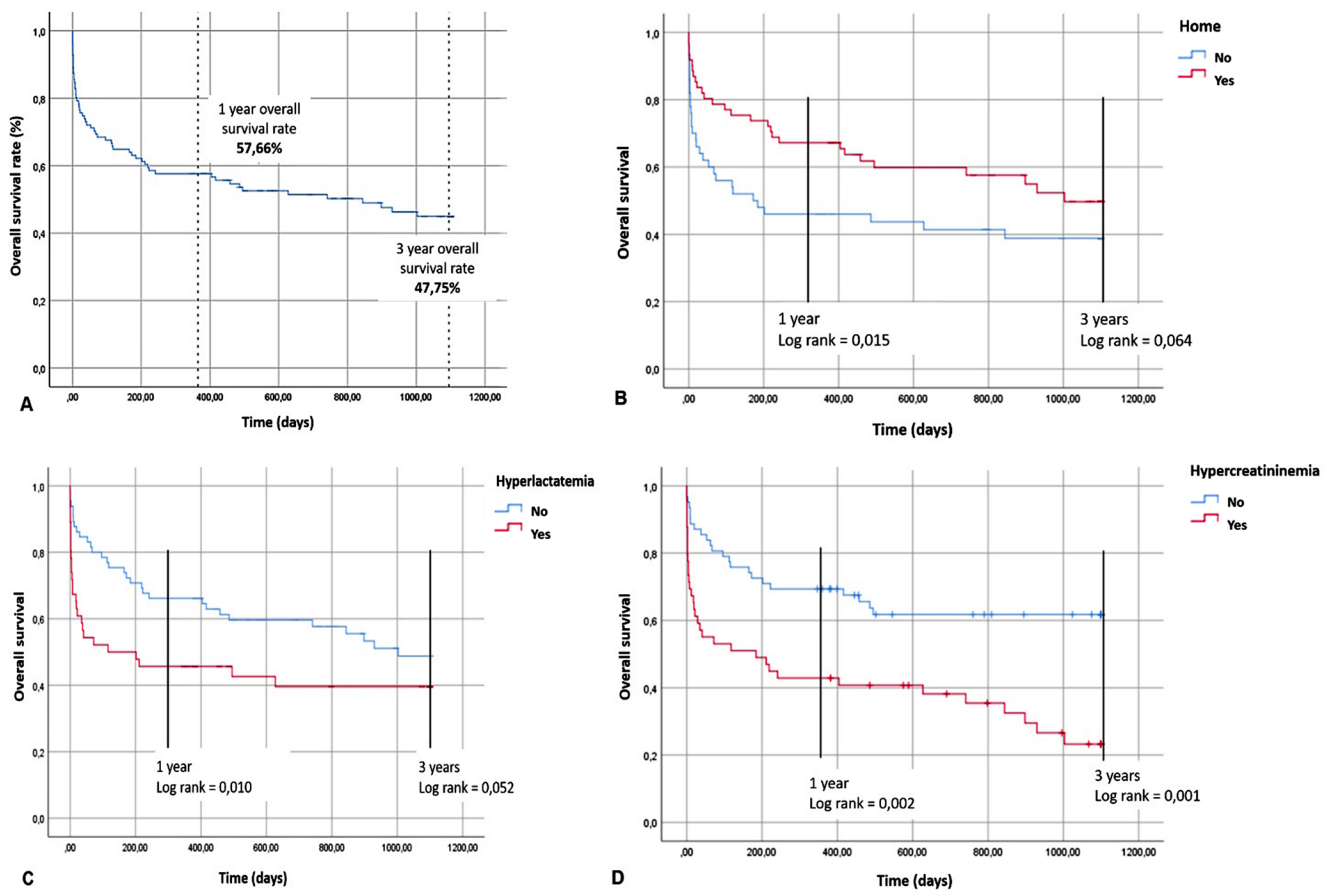 Overall survival rate (%)
1,0
0,8
0,6
0,4
0,2
0,0
1 year overall
survival rate
57,66%
3 year overall
survival rate
47,75%
,00 200,00 400,00 600,00 800,00 1000,00 1200,00
Time (days)
A
Overall survival
1,0
0,8
0,6
0,4
0,2
0,0
Home
No
Yes
1 year
Log rank = 0,015
3 years
Log rank = 0,064
,00 200,00 400,00 600,00 800,00 1000,00 1200,00
Time (days)
B
Overall survival
1,0
0,8
0,6
0,4
0,2
0,0
Hyperlactatemia
No
Yes
1 year
Log rank = 0,010
3 years
Log rank = 0,052
,00 200,00 400,00 600,00 800,00 1000,00 1200,00
Time (days)
C
Overall survival
1,0
0,8
0,6
0,4
0,2
0,0
Hypercreatininemia
No
Yes
1 year
Log rank = 0,002
3 years
Log rank = 0,001
,00 200,00 400,00 600,00 800,00 1000,00 1200,00
Time (days)
D